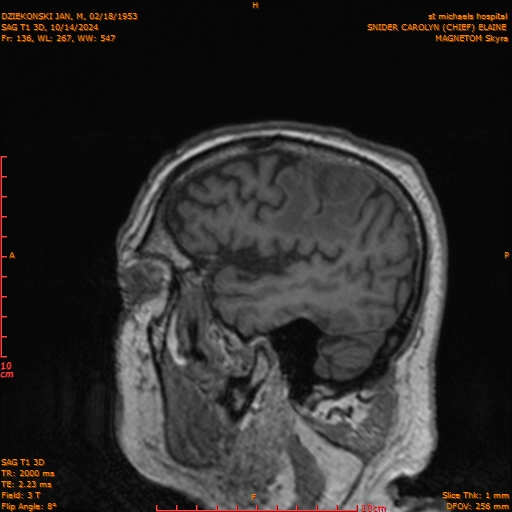 H
DZIEKONSKI JAN, M, 02/18/1953
SAG T1 3D, 10/14/2024
Fr: 136, WL: 267, WW: 547
st michaels hospital
SNIDER CAROLYN (CHIEF) ELAINE
MAGNETOM Skyra
A
P
10
cm
SAG T1 3D
TR: 2000 ms
TE: 2.23 ms
Field: 3 T
Flip Angle: 8°
F
10cm
Slice Thk: 1 mm
DFOV: 256 mm